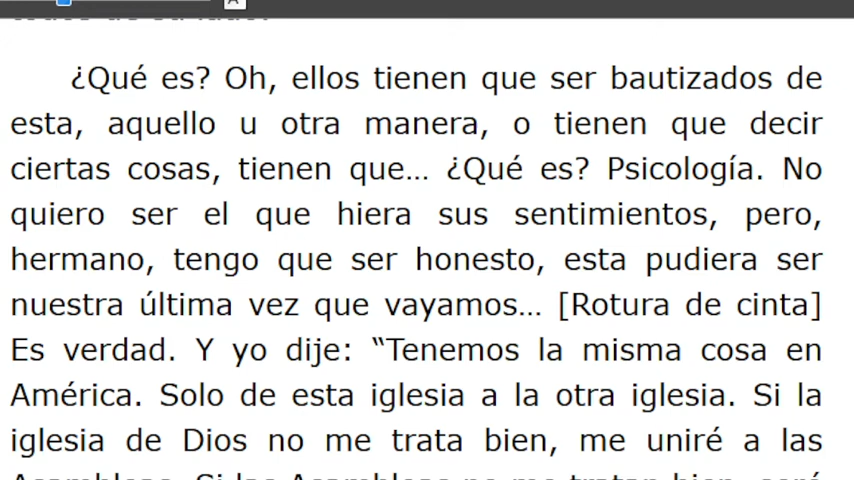 ¿Qué es? Oh, ellos tienen que ser bautizados de
esta, aquello u otra manera, o tienen que decir
ciertas cosas, tienen que… ¿Qué es? Psicología. No
quiero ser el que hiera sus sentimientos, pero,
hermano, tengo que ser honesto, esta pudiera ser
nuestra última vez que vayamos… [Rotura de cinta]
Es verdad. Y yo dije: “Tenemos la misma cosa en
América. Solo de esta iglesia a la otra iglesia. Si la
iglesia de Dios no me trata bien, me uniré a las